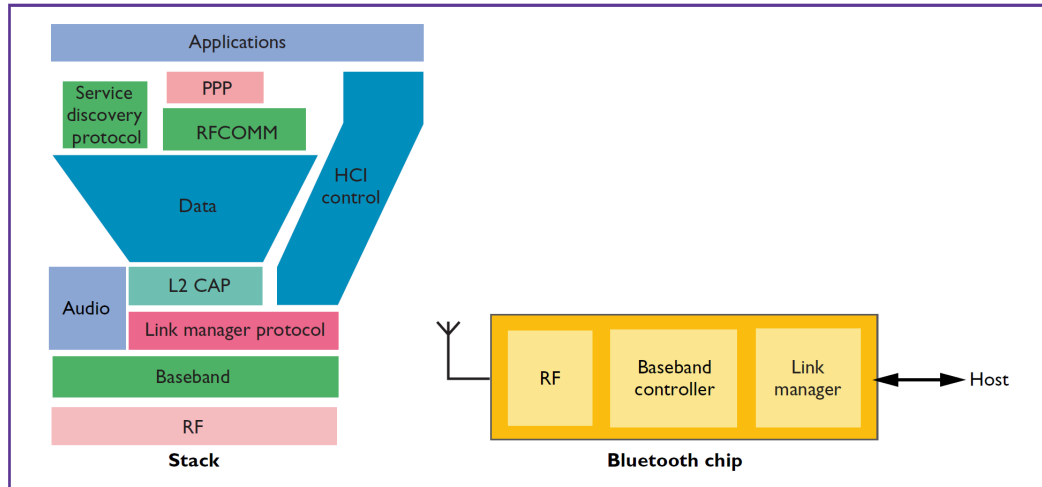 Applications
PPP
Service
discovery
protocol
RFCOMM
HCI
control
Data
L2 CAP
Audio
Link manager protocol
Baseband
RF
Stack
RF
Baseband
controller
Link
manager
Host
Bluetooth chip